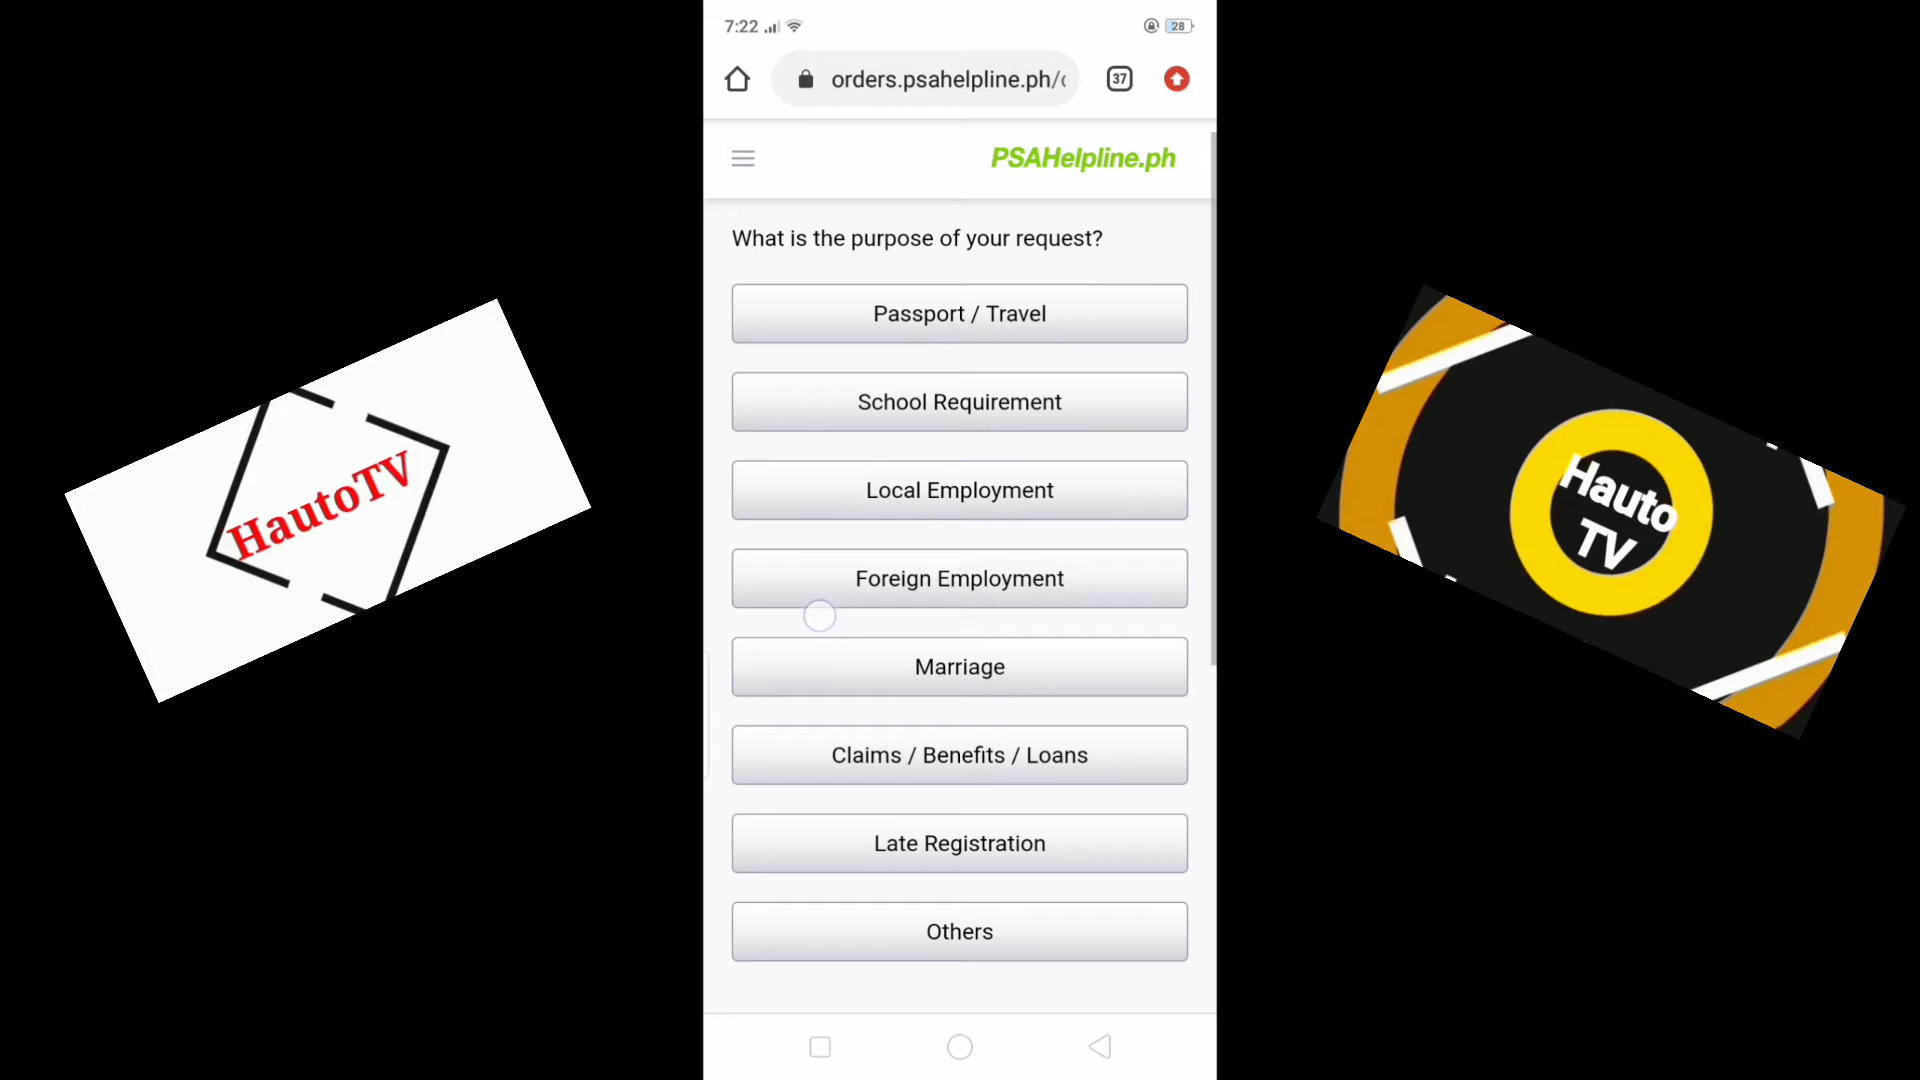 7:22
28
orders.psahelpline.ph/
37
PSAHelpline.ph
What is the purpose of your request?
Passport / Travel
School Requirement
Local Employment
Foreign Employment
Marriage
Claims / Benefits / Loans
Late Registration
Others
HautoTV
Hauto
TV